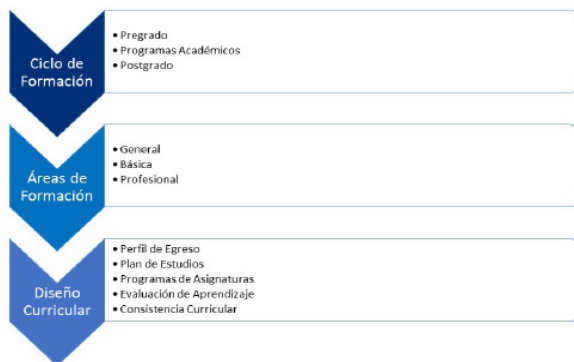 Ciclo de
Formación
• Pregrado
• Programas Académicos
• Postgrado
Áreas de
Formación
• General
• Básica
• Profesional
Diseño
Curricular
• Perfil de Egreso
• Plan de Estudios
• Programas de Asignaturas
• Evaluación de Aprendizaje
• Consistencia Curricular